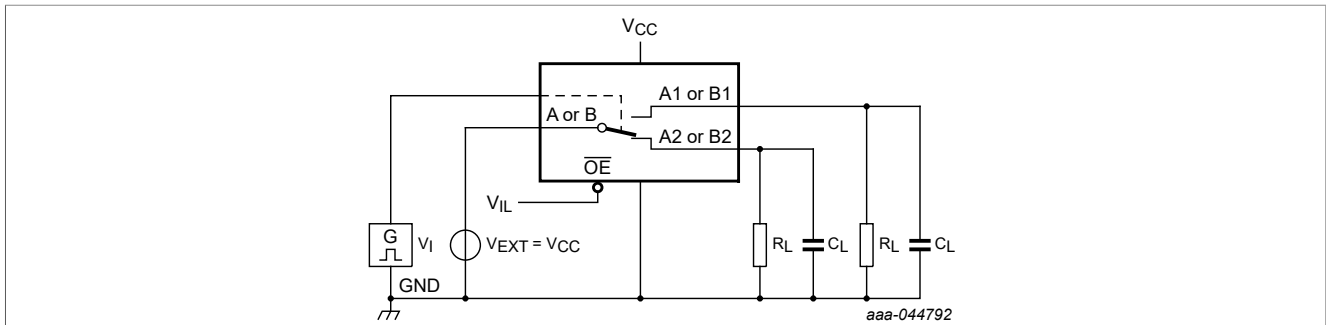 VCC
A1 or B1
A or B
A2 or B2
OE
VIL
G
VI
VEXT = VCC
RL
CL
RL
CL
GND
aaa-044792